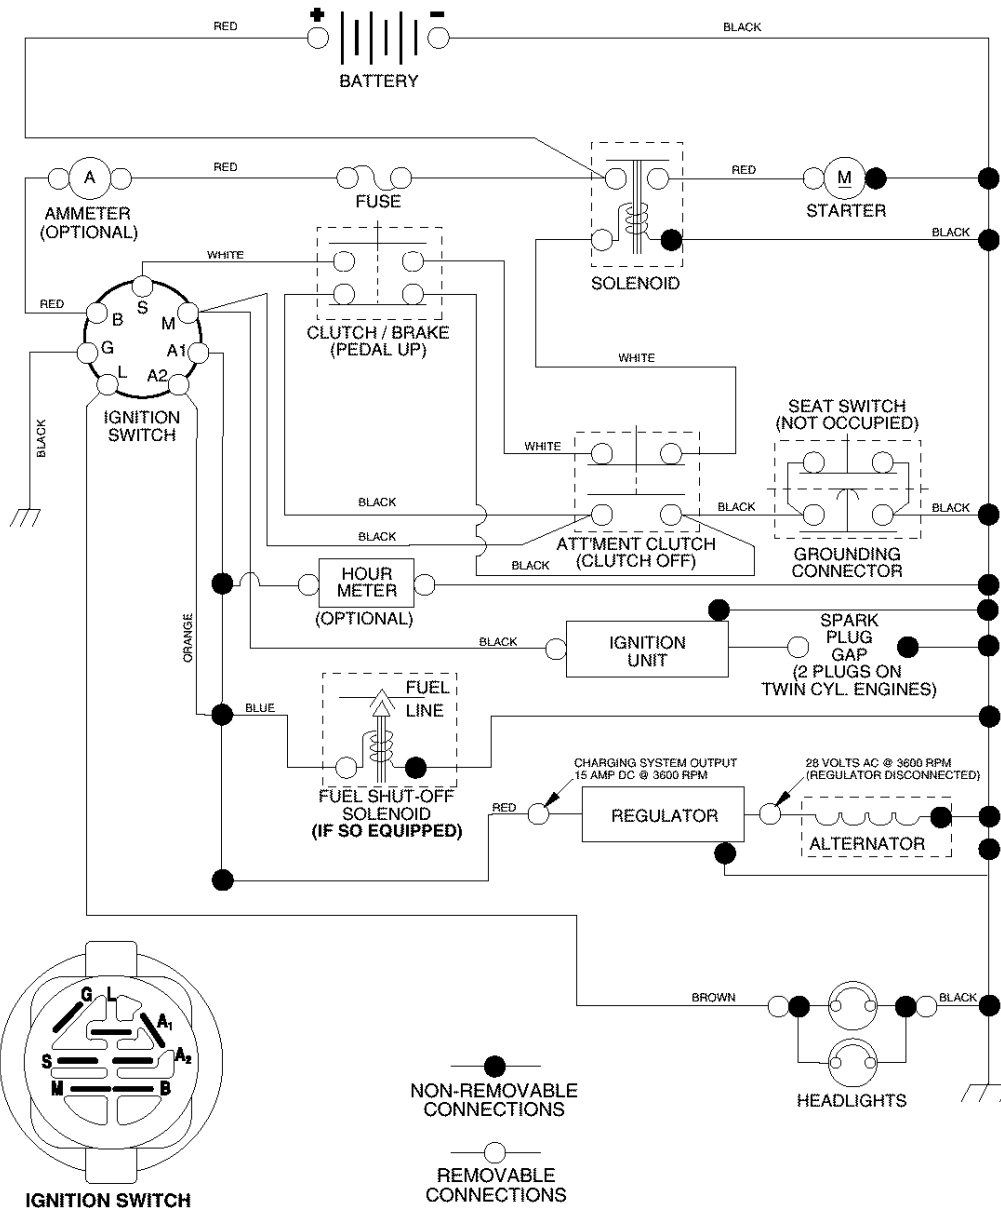 + -
RED
BLACK
BATTERY
RED
A
RED
M
FUSE
AMMETER
(OPTIONAL)
STARTER
BLACK
WHITE
SOLENOID
RED
S
B
M
CLUTCH / BRAKE
(PEDAL UP)
G
A1
L
A2
WHITE
IGNITION
SWITCH
SEAT SWITCH
(NOT OCCUPIED)
BLACK
WHITE
BLACK
BLACK
BLACK
BLACK
ATT'MENT CLUTCH
(CLUTCH OFF)
GROUNDING
CONNECTOR
BLACK
HOUR
METER
(OPTIONAL)
ORANGE
BLACK
IGNITION
UNIT
SPARK
PLUG
GAP
(2 PLUGS ON
TWIN CYL. ENGINES)
FUEL
LINE
BLUE
FUEL SHUT-OFF
SOLENOID
(IF SO EQUIPPED)
CHARGING SYSTEM OUTPUT
15 AMP DC @ 3600 RPM
28 VOLTS AC @ 3600 RPM
(REGULATOR DISCONNECTED)
RED
REGULATOR
ALTERNATOR
BROWN
BLACK
HEADLIGHTS
G L
A1
S
A2
M
B
IGNITION SWITCH
NON-REMOVABLE
CONNECTIONS
REMOVABLE
CONNECTIONS